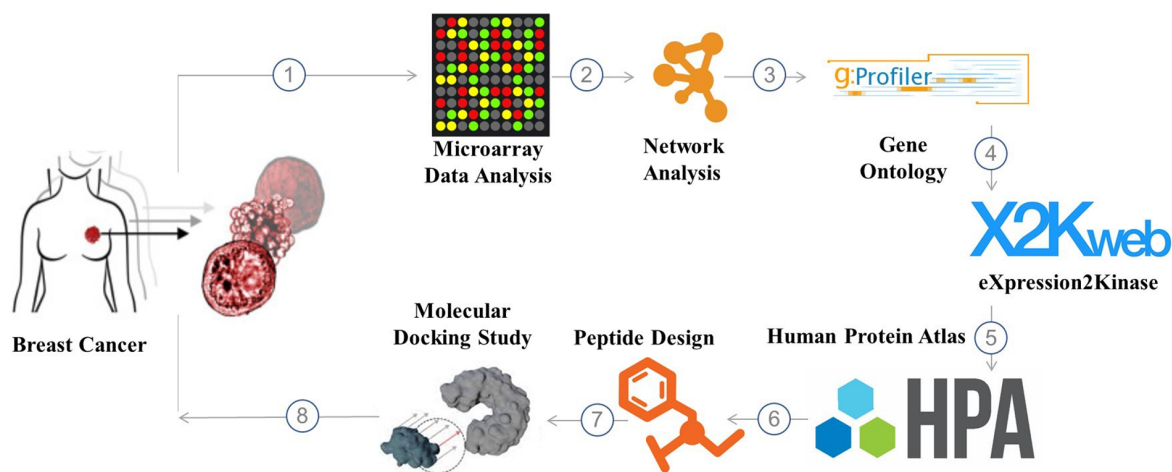 1
2
3
g:Profiler
Microarray
Data Analysis
Network
Analysis
Gene
Ontology
4
X2Kweb
eXpression2Kinase
Breast Cancer
Molecular
Docking Study
Peptide Design
Human Protein Atlas
5
8
7
6
HPA